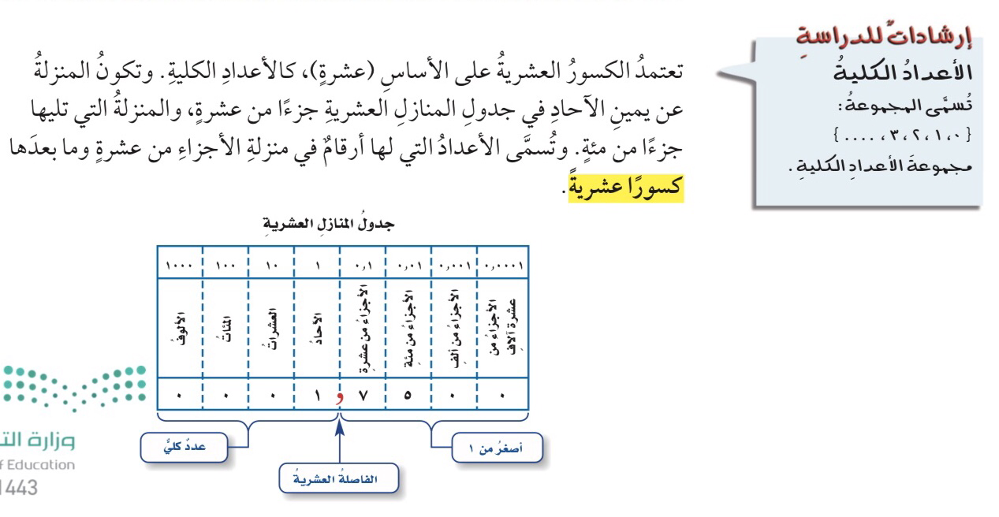 إرشاداتٌ للدراسةِ
الأعدادُ الكليةُ
تُسمَّى المجموعةُ:
{ ٠، ١، ٢، ٣، .... }
مجموعةَ الأعدادِ الكليةِ.
تعتمدُ الكسورُ العشريةُ على الأساسِ (عشرةٍ)، كالأعدادِ الكليةِ. وتكونُ المنزلةُ
عن يمينِ الآحادِ في جدولِ المنازلِ العشريةِ جزءًا من عشرةٍ، والمنزلةُ التي تليها
جزءًا من مئةٍ. وتُسمَّى الأعدادُ التي لها أرقامٌ في منزلةِ الأجزاءِ من عشرةٍ وما بعدَها
كسورًا عشريةً.
جدولُ المنازلِ العشريةِ
١٠٠٠ ١٠٠ ١٠ ١ ٠,١ ٠,٠١ ٠,٠٠١ ٠,٠٠٠١
الألوفُ المئاتُ العشراتُ الآحادُ الأجزاءُ من عشرةِ الأجزاءُ من مئةِ الأجزاءُ من ألفِ الأجزاءُ من عشرةِ آلافِ
٠ ٠ ٠ ١ , ٧ ٥ ٠ ٠
عددٌ كليٌّ
أصغرُ من ١
الفاصلةُ العشريةُ
وزارة
f Education
1443